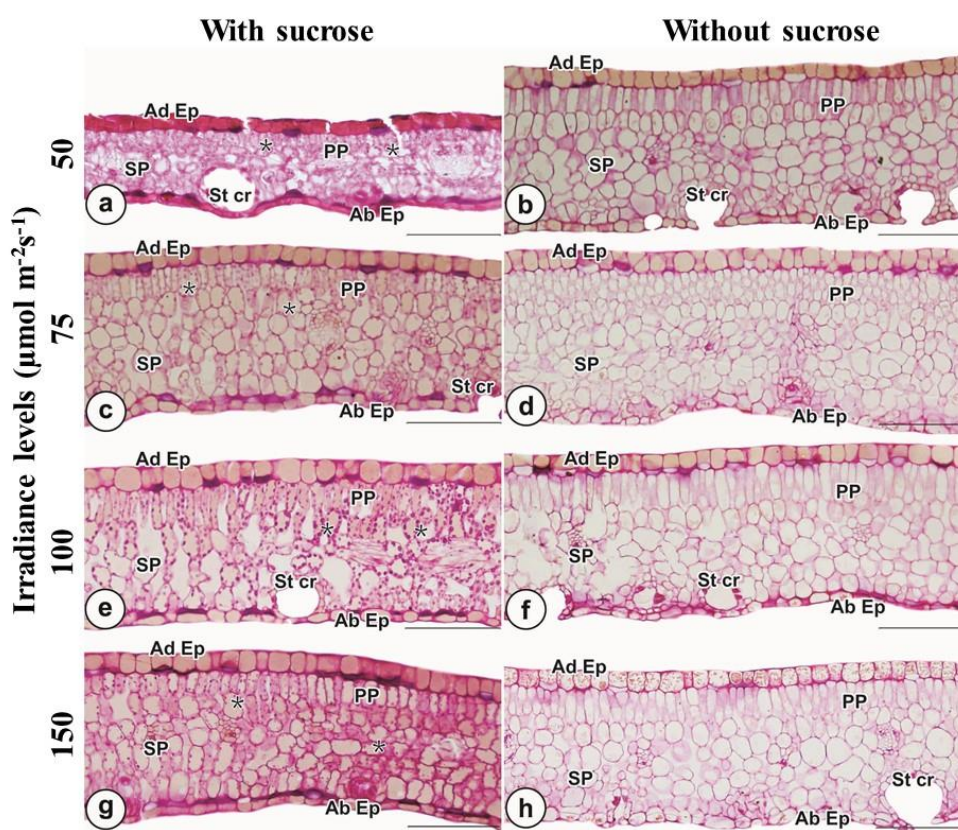 With sucrose
Without sucrose
Irradiance levels (μmol m⁻²s⁻¹)
50
Ad Ep
*
PP
*
SP
St cr
Ab Ep
a
Ad Ep
PP
SP
St cr
Ab Ep
b
75
Ad Ep
PP
*
*
SP
St cr
Ab Ep
c
Ad Ep
PP
SP
Ab Ep
d
100
Ad Ep
PP
*
*
SP
St cr
Ab Ep
e
Ad Ep
PP
SP
St cr
Ab Ep
f
150
Ad Ep
PP
*
SP
*
Ab Ep
g
Ad Ep
PP
SP
St cr
Ab Ep
h